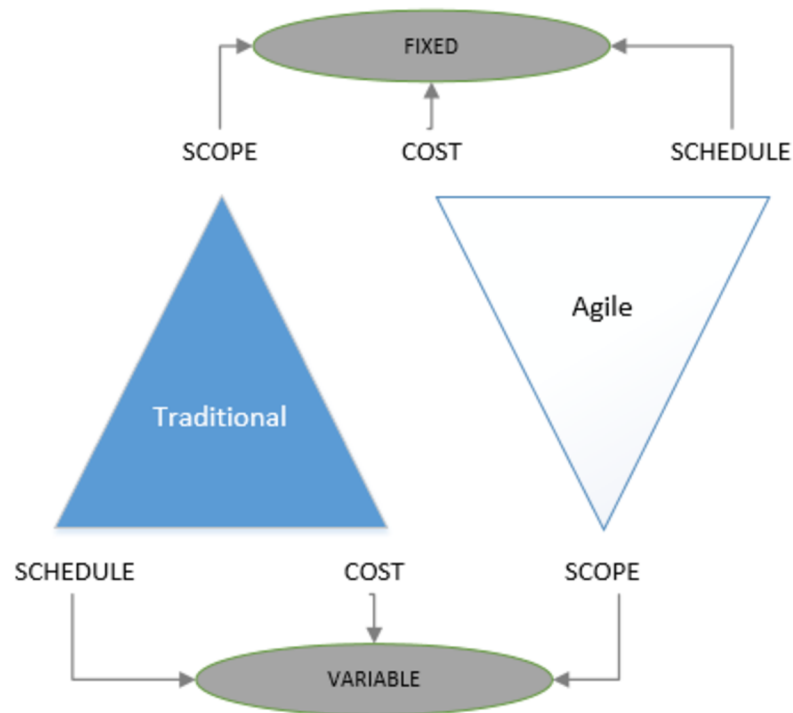 FIXED
SCOPE COST SCHEDULE
Agile
Traditional
SCHEDULE COST SCOPE
VARIABLE